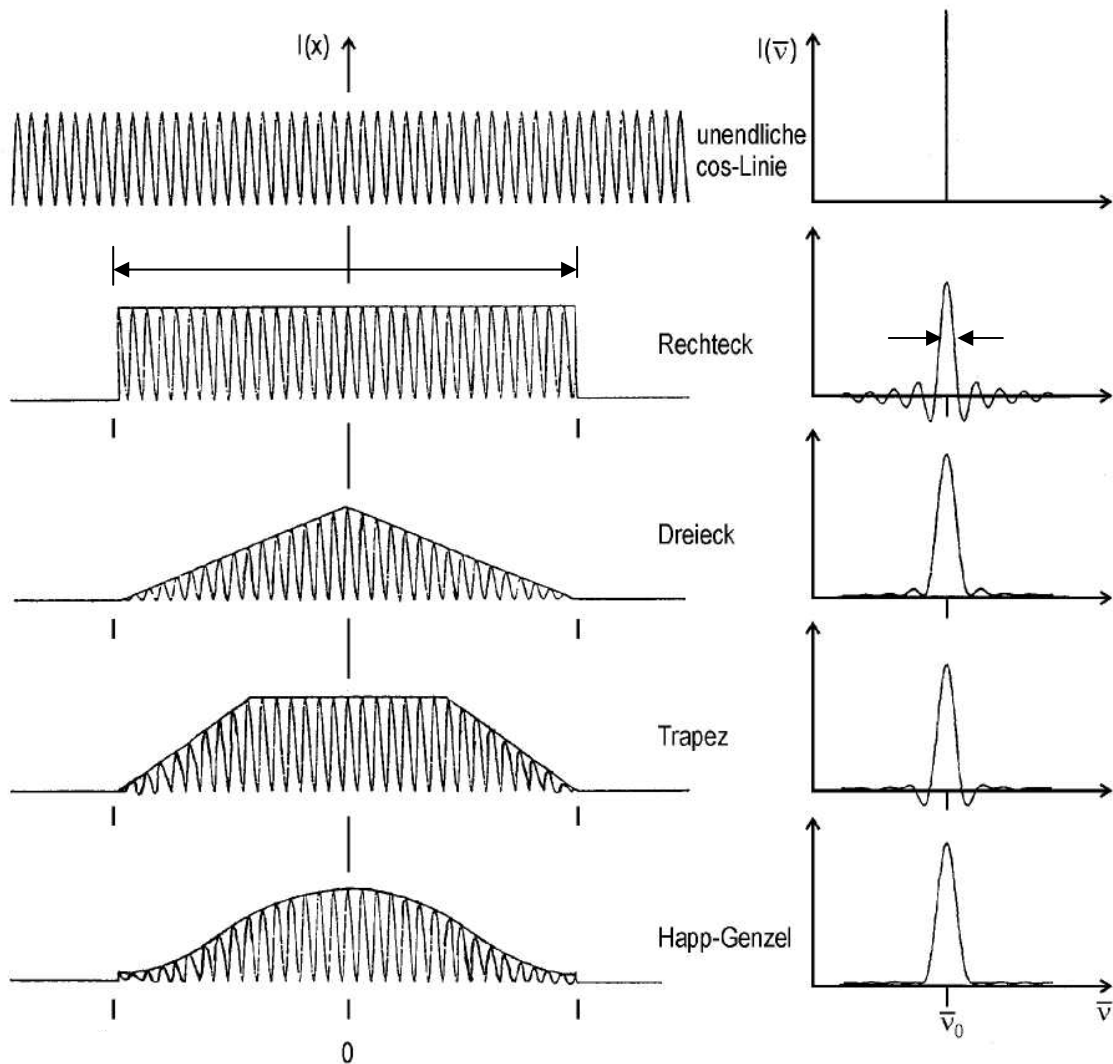 I(x)
I(ν̅)
unendliche
cos-Linie
Rechteck
Dreieck
Trapez
Happ-Genzel
ν̅₀
ν̅
0